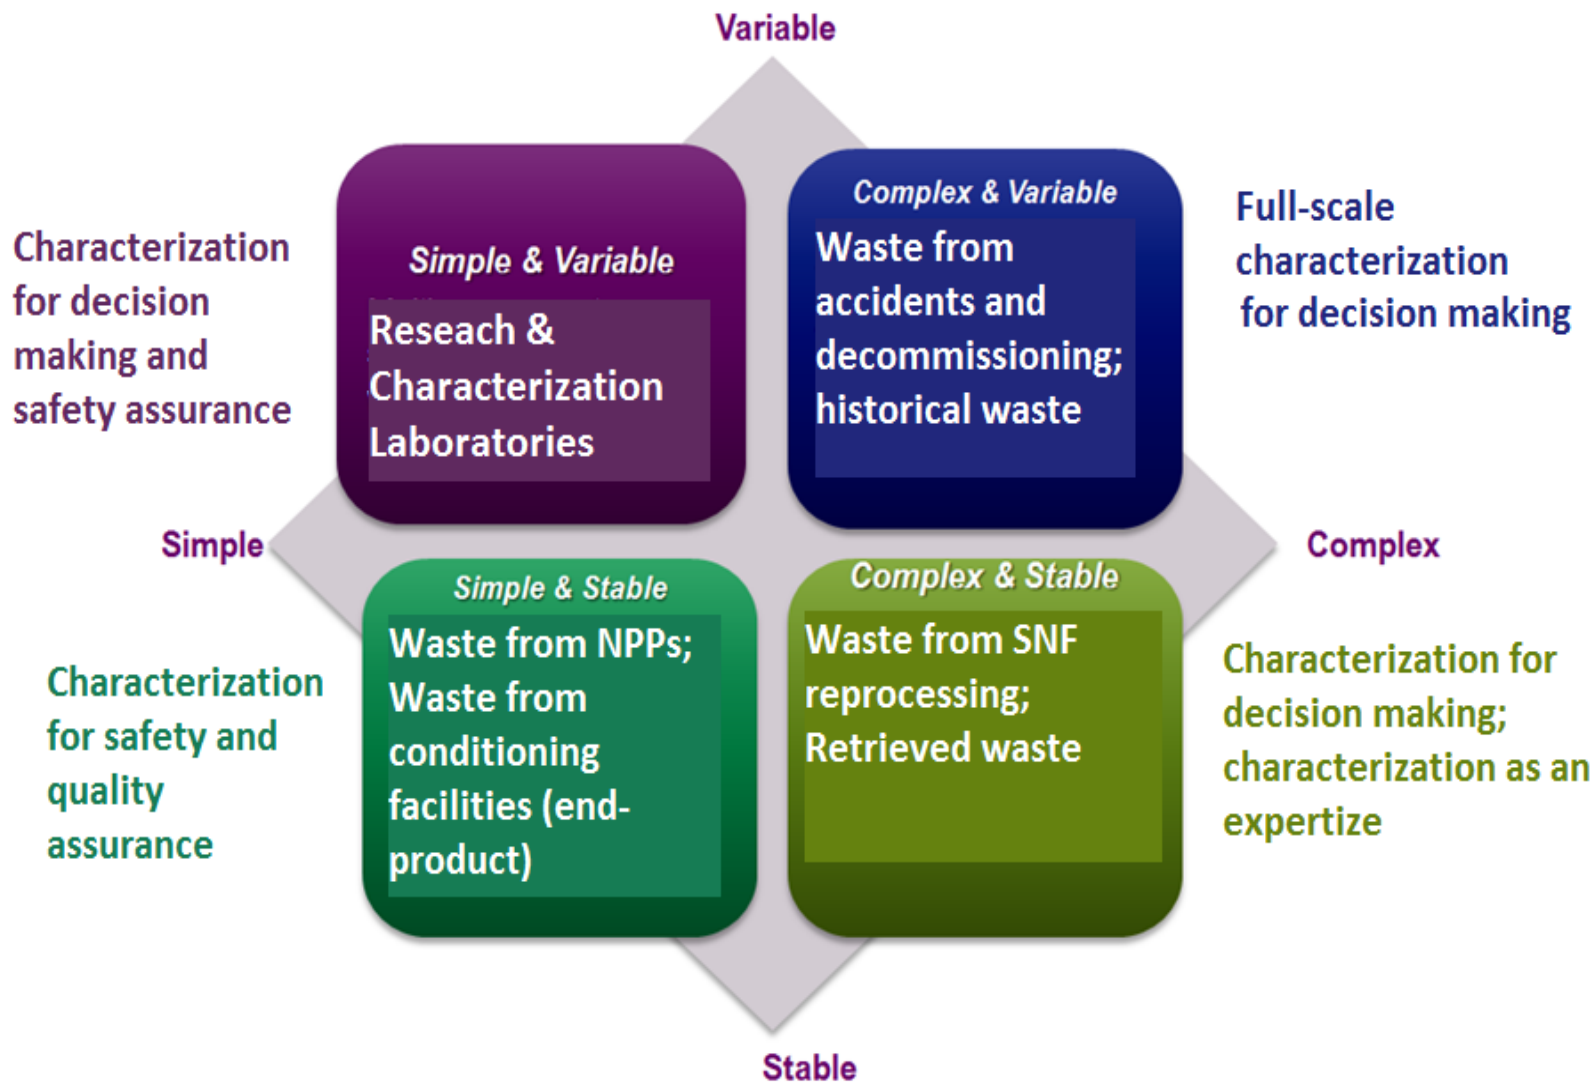 Variable
Simple & Variable
Reseach &
Characterization
Laboratories
Complex & Variable
Waste from
accidents and
decommissioning;
historical waste
Characterization
for decision
making and
safety assurance
Full-scale
characterization
for decision making
Simple
Complex
Simple & Stable
Waste from NPPs;
Waste from
conditioning
facilities (end-
product)
Complex & Stable
Waste from SNF
reprocessing;
Retrieved waste
Characterization
for safety and
quality
assurance
Characterization for
decision making;
characterization as an
expertize
Stable